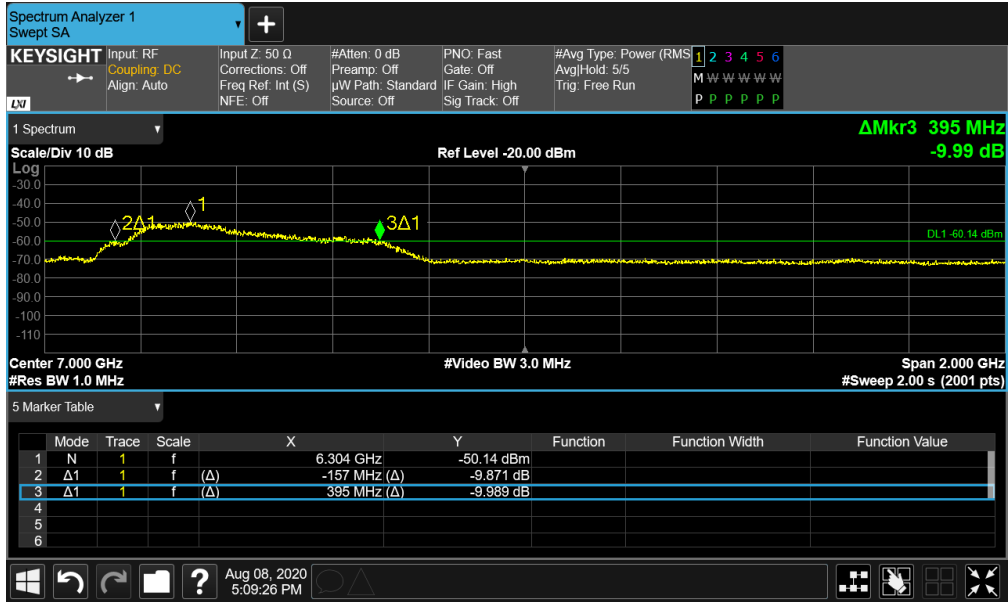 Spectrum Analyzer 1
Swept SA
+
KEYSIGHT
LXI
Input: RF
Coupling: DC
Align: Auto
Input Z: 50 Ω
Corrections: Off
Freq Ref: Int (S)
NFE: Off
#Atten: 0 dB
Preamp: Off
µW Path: Standard
Source: Off
PNO: Fast
Gate: Off
IF Gain: High
Sig Track: Off
#Avg Type: Power (RMS
Avg|Hold: 5/5
Trig: Free Run
1 2 3 4 5 6
M W W W W W
P P P P P P
1 Spectrum
ΔMkr3 395 MHz
-9.99 dB
Scale/Div 10 dB
Ref Level -20.00 dBm
Log
-30.0
-40.0
-50.0
-60.0
-70.0
-80.0
-90.0
-100
-110
2Δ1
1
3Δ1
DL1 -60.14 dBm
Center 7.000 GHz
#Video BW 3.0 MHz
Span 2.000 GHz
#Res BW 1.0 MHz
#Sweep 2.00 s (2001 pts)
5 Marker Table
Mode Trace Scale X Y Function Function Width Function Value
1 N 1 f 6.304 GHz -50.14 dBm
2 Δ1 1 f (Δ) -157 MHz (Δ) -9.871 dB
3 Δ1 1 f (Δ) 395 MHz (Δ) -9.989 dB
4
5
6
?
Aug 08, 2020
5:09:26 PM